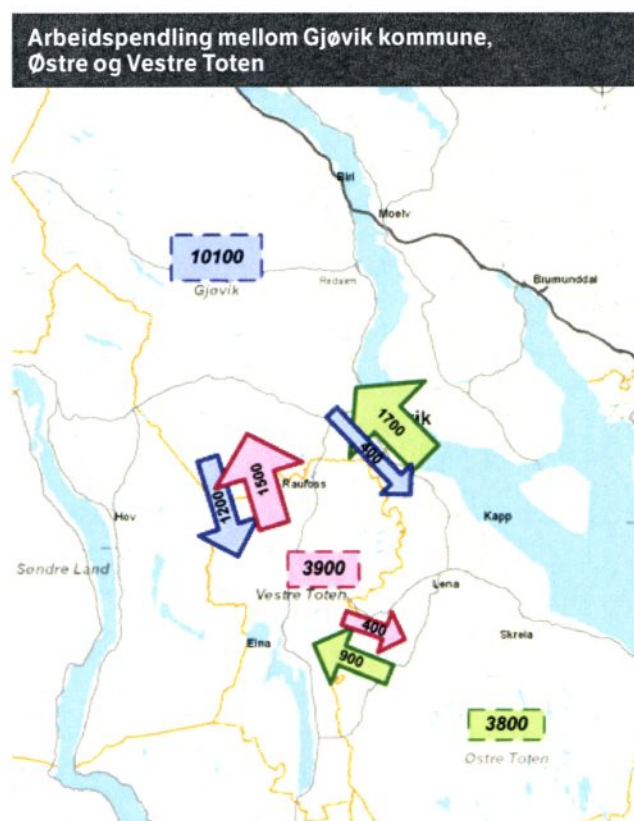 Arbeidspendling mellom Gjøvik kommune,
Østre og Vestre Toten
Biri
Moelv
10100
Gjøvik
Redalen
Brumunddal
1700
vik
400
1500
1200
Raufoss
Hov
Kapp
3900
Søndre Land
Vestre Toten
Lena
400
Skreia
Eina
900
3800
Østre Toten